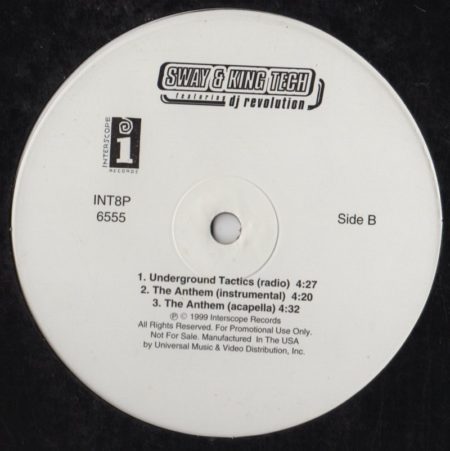 SWAY & KING TECH
featuring dj revolution
INTERSCOPE
i
RECORDS
INT8P
6555
Side B
1. Underground Tactics (radio) 4:27
2. The Anthem (instrumental) 4:20
3. The Anthem (acapella) 4:32
℗ © 1999 Interscope Records
All Rights Reserved. For Promotional Use Only.
Not For Sale. Manufactured In The USA
by Universal Music & Video Distribution, Inc.